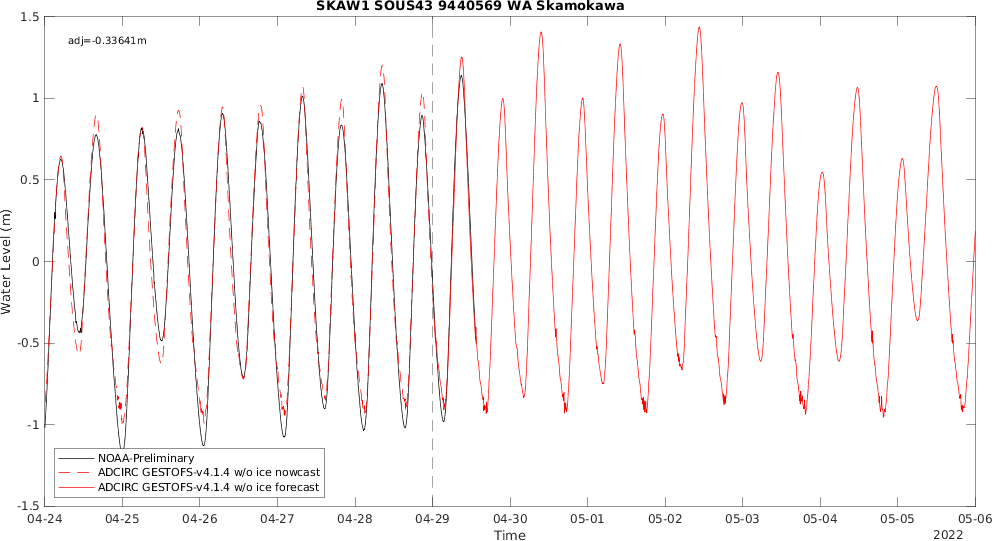 SKAW1 SOUS43 9440569 WA Skamokawa
adj=-0.33641m
1.5
1
0.5
0
-0.5
-1
-1.5
Water Level (m)
NOAA-Preliminary
ADCIRC GESTOFS-v4.1.4 w/o ice nowcast
ADCIRC GESTOFS-v4.1.4 w/o ice forecast
04-24 04-25 04-26 04-27 04-28 04-29 04-30 05-01 05-02 05-03 05-04 05-05 05-06
Time
2022